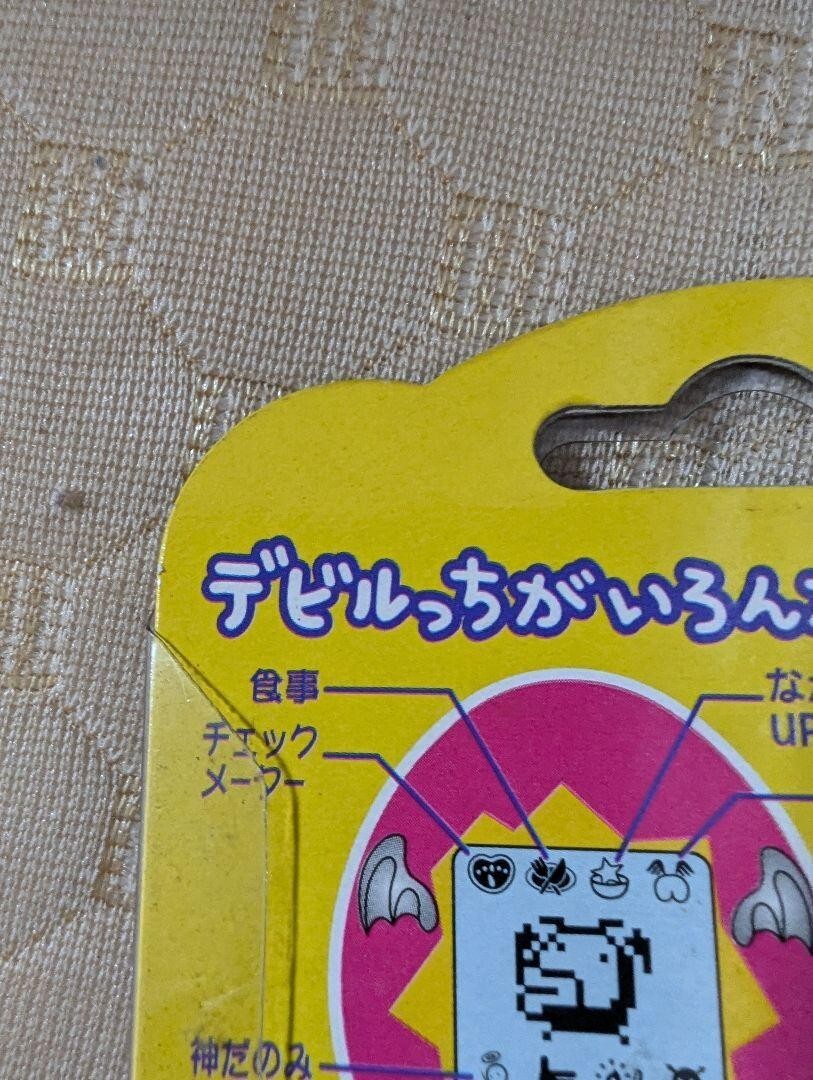 デビルっちがいろん
食事
チェック
メーター
な
UP
神だのみ